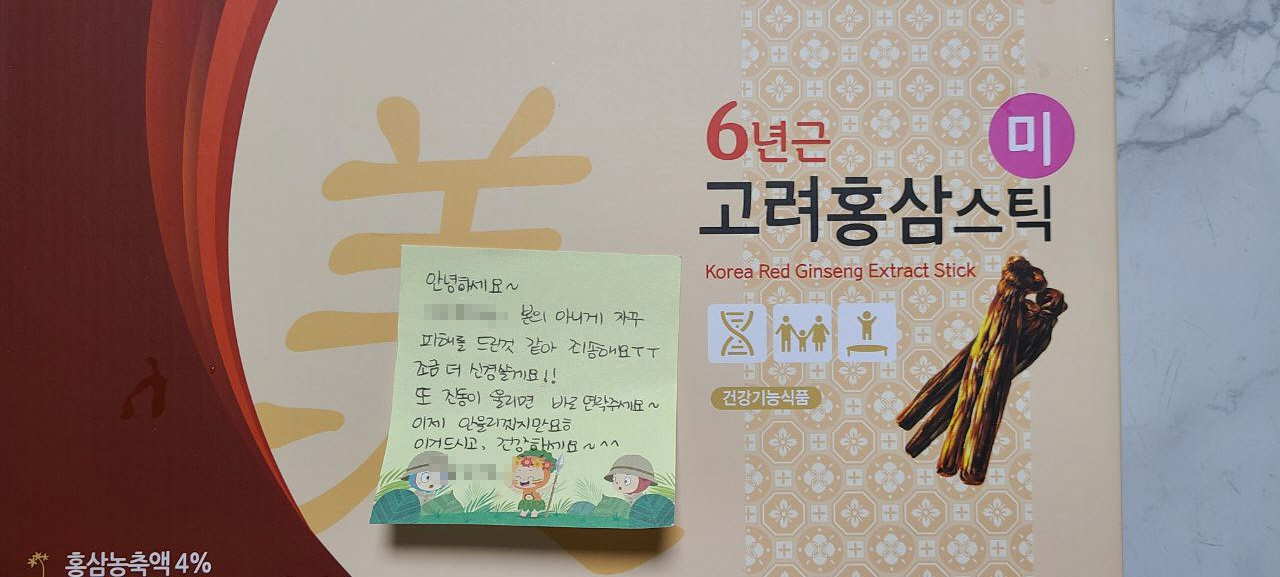 美
6년근
미
고려홍삼스틱
Korea Red Ginseng Extract Stick
건강기능식품
안녕하세요~
본의 아니게 자꾸
피해를 드린것 같아 죄송해요ㅜㅜ
조금 더 신경쓸게요!!
또 진동이 울리면 바로 연락주세요~
이제 안울리겠지만요ㅎ
이거드시고, 건강하세요~^^
홍삼농축액 4%